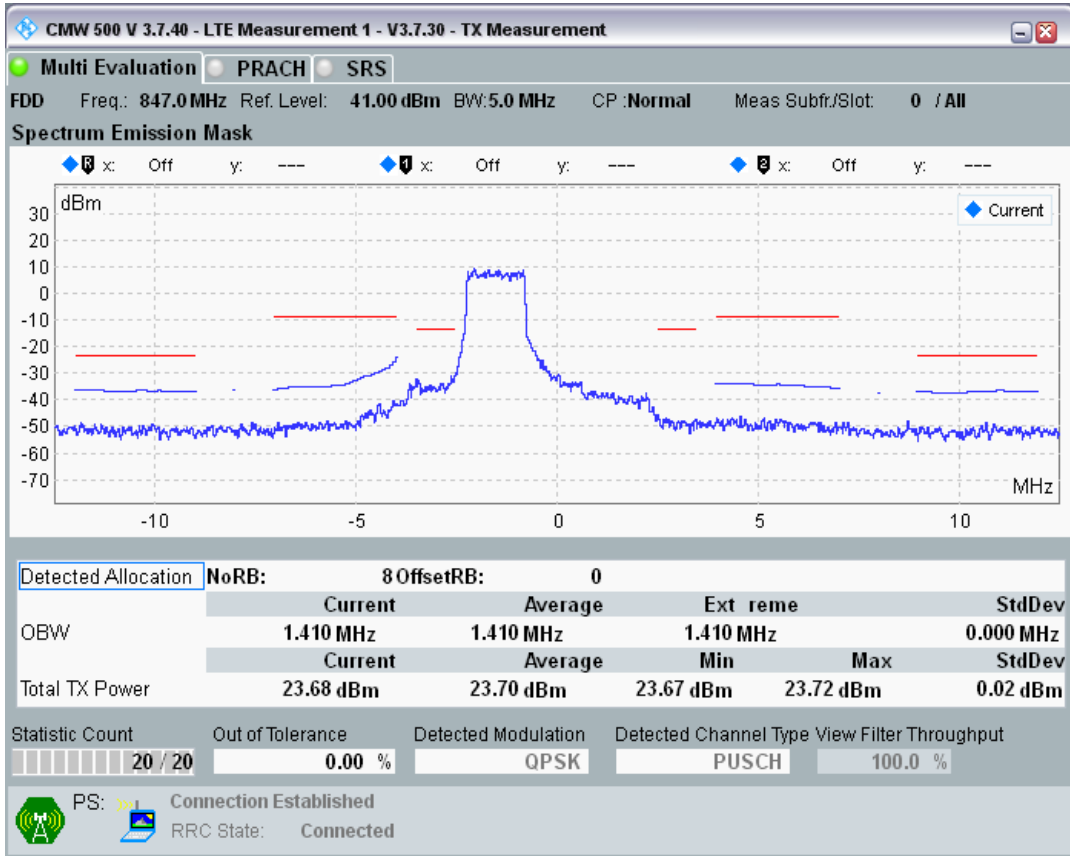 CMW 500 V 3.7.40 - LTE Measurement 1 - V3.7.30 - TX Measurement
Multi Evaluation PRACH SRS
FDD Freq.: 847.0 MHz Ref. Level: 41.00 dBm BW: 5.0 MHz CP :Normal Meas Subfr./Slot: 0 / All
Spectrum Emission Mask
R x: Off y: --- 1 x: Off y: --- 2 x: Off y: ---
dBm
Current
30
20
10
0
-10
-20
-30
-40
-50
-60
-70
MHz
-10 -5 0 5 10
Detected Allocation NoRB: 8 OffsetRB: 0
Current Average Ext reme StdDev
OBW 1.410 MHz 1.410 MHz 1.410 MHz 0.000 MHz
Current Average Min Max StdDev
Total TX Power 23.68 dBm 23.70 dBm 23.67 dBm 23.72 dBm 0.02 dBm
Statistic Count Out of Tolerance Detected Modulation Detected Channel Type View Filter Throughput
20 / 20 0.00 % QPSK PUSCH 100.0 %
PS: Connection Established
RRC State: Connected